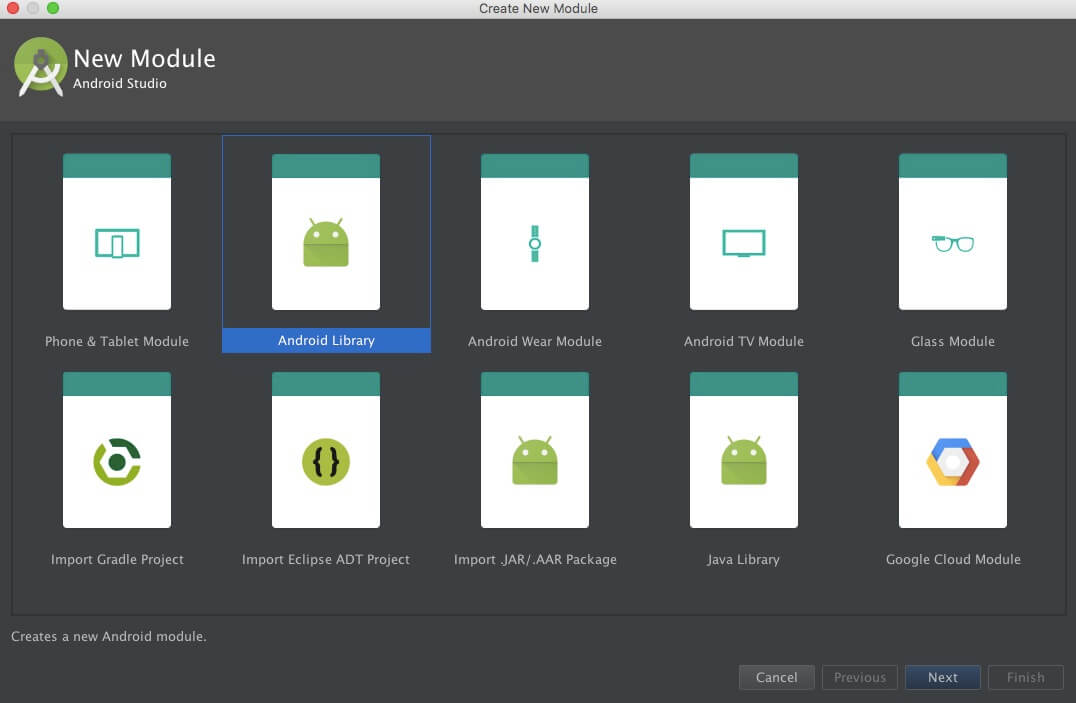 Create New Module
New Module
Android Studio
Phone & Tablet Module
Android Library
Android Wear Module
Android TV Module
Glass Module
Import Gradle Project
Import Eclipse ADT Project
Import .JAR/.AAR Package
Java Library
Google Cloud Module
Creates a new Android module.
Cancel
Previous
Next
Finish